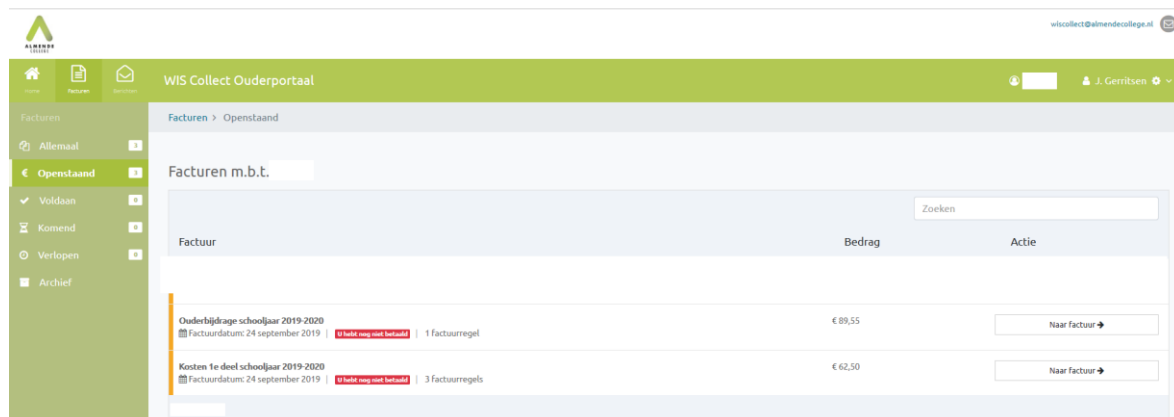 wiscollect@almendecollege.nl
ALMENDE
COLLEGE
Home
Facturen
Berichten
WIS Collect Ouderportaal
J. Gerritsen
Facturen
Facturen > Openstaand
Allemaal 3
€ Openstaand 3
Voldaan 0
Komend 0
Verlopen 0
Archief
Facturen m.b.t.
Zoeken
Factuur Bedrag Actie
Ouderbijdrage schooljaar 2019-2020 € 89,55 Naar factuur →
Factuurdatum: 24 september 2019 | U hebt nog niet betaald | 1 factuurregel
Kosten 1e deel schooljaar 2019-2020 € 62,50 Naar factuur →
Factuurdatum: 24 september 2019 | U hebt nog niet betaald | 3 factuurregels